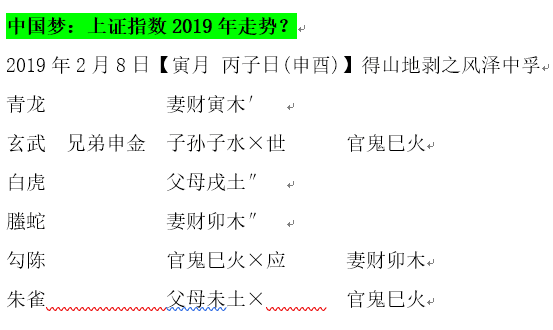 中国梦：上证指数 2019 年走势？
2019 年 2 月 8 日【寅月 丙子日(申酉)】得山地剥之风泽中孚
青龙 妻财寅木′
玄武 兄弟申金 子孙子水×世 官鬼巳火
白虎 父母戌土″
螣蛇 妻财卯木″
勾陈 官鬼巳火×应 妻财卯木
朱雀 父母未土× 官鬼巳火